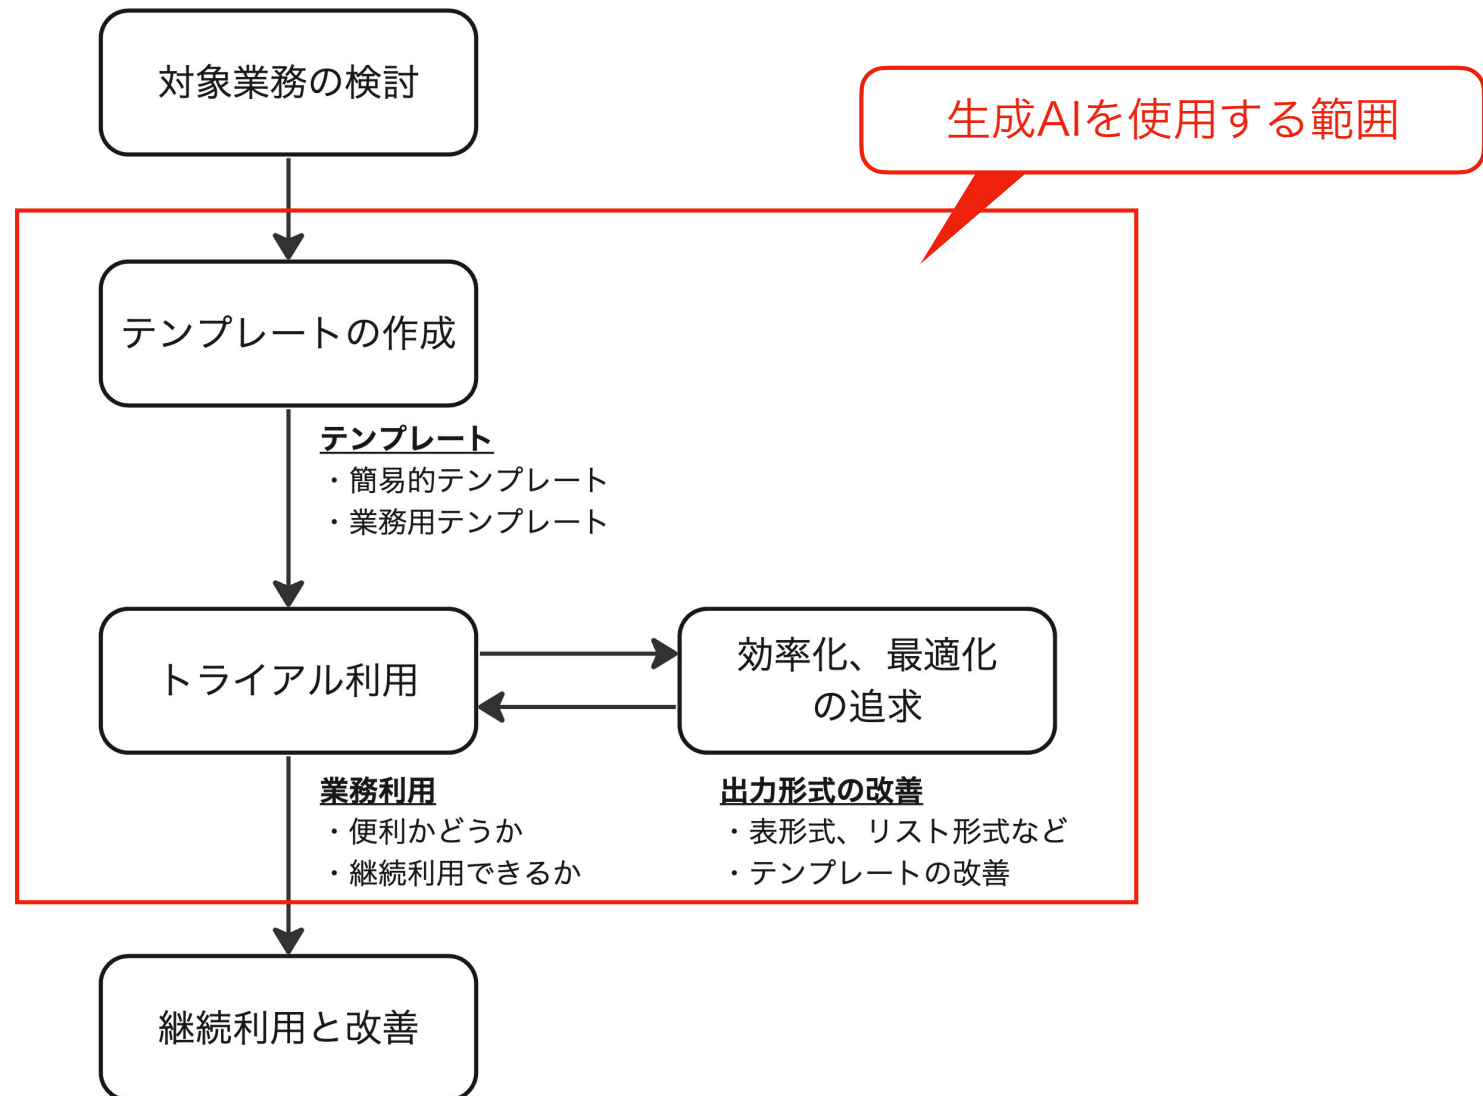 対象業務の検討
生成AIを使用する範囲
テンプレートの作成
テンプレート
・簡易的テンプレート
・業務用テンプレート
トライアル利用
効率化、最適化
の追求
業務利用
・便利かどうか
・継続利用できるか
出力形式の改善
・表形式、リスト形式など
・テンプレートの改善
継続利用と改善